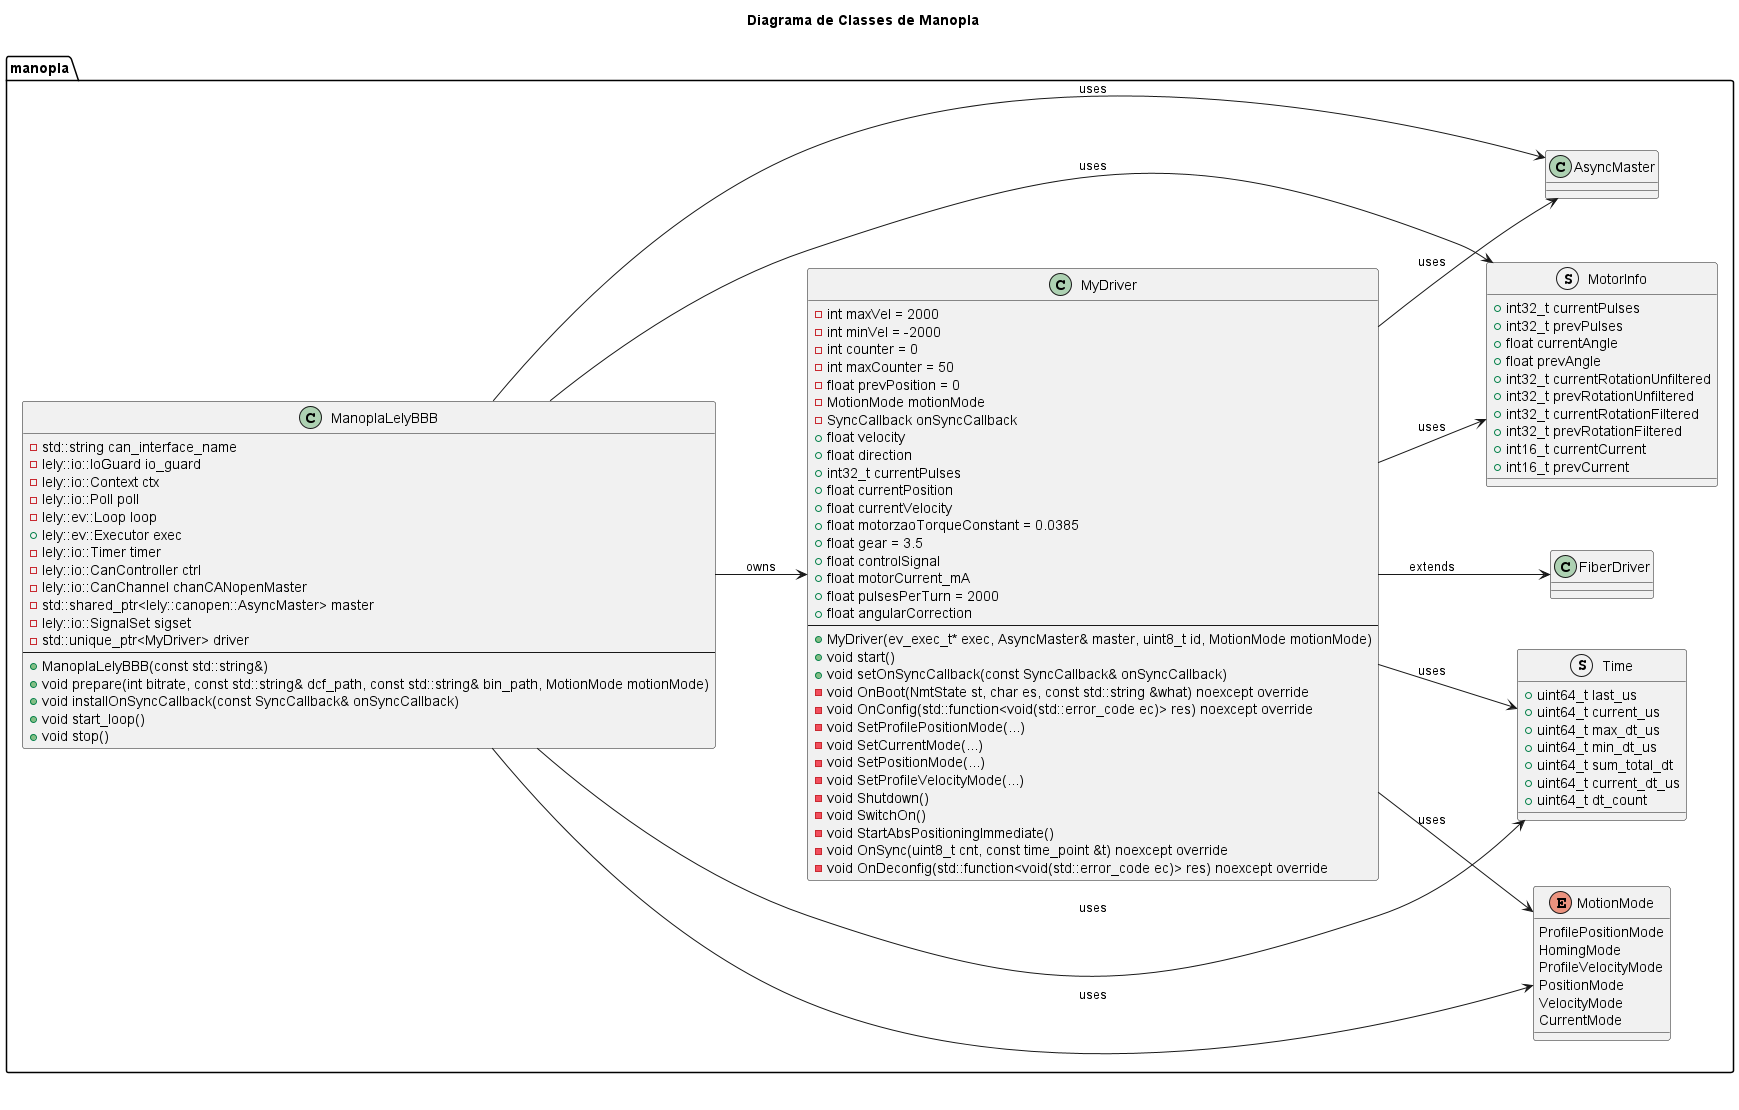 Diagrama de Classes de Manopla
manopla
uses
uses
uses
uses
owns
extends
uses
uses
uses
uses
ManoplaLelyBBB
std::string can_interface_name
lely::io::IoGuard io_guard
lely::io::Context ctx
lely::io::Poll poll
lely::ev::Loop loop
lely::ev::Executor exec
lely::io::Timer timer
lely::io::CanController ctrl
lely::io::CanChannel chanCANopenMaster
std::shared_ptr<lely::canopen::AsyncMaster> master
lely::io::SignalSet sigset
std::unique_ptr<MyDriver> driver
ManoplaLelyBBB(const std::string&)
void prepare(int bitrate, const std::string& dcf_path, const std::string& bin_path, MotionMode motionMode)
void installOnSyncCallback(const SyncCallback& onSyncCallback)
void start_loop()
void stop()
MyDriver
int maxVel = 2000
int minVel = -2000
int counter = 0
int maxCounter = 50
float prevPosition = 0
MotionMode motionMode
SyncCallback onSyncCallback
float velocity
float direction
int32_t currentPulses
float currentPosition
float currentVelocity
float motorzaoTorqueConstant = 0.0385
float gear = 3.5
float controlSignal
float motorCurrent_mA
float pulsesPerTurn = 2000
float angularCorrection
MyDriver(ev_exec_t* exec, AsyncMaster& master, uint8_t id, MotionMode motionMode)
void start()
void setOnSyncCallback(const SyncCallback& onSyncCallback)
void OnBoot(NmtState st, char es, const std::string &what) noexcept override
void OnConfig(std::function<void(std::error_code ec)> res) noexcept override
void SetProfilePositionMode(...)
void SetCurrentMode(...)
void SetPositionMode(...)
void SetProfileVelocityMode(...)
void Shutdown()
void SwitchOn()
void StartAbsPositioningImmediate()
void OnSync(uint8_t cnt, const time_point &t) noexcept override
void OnDeconfig(std::function<void(std::error_code ec)> res) noexcept override
AsyncMaster
MotorInfo
int32_t currentPulses
int32_t prevPulses
float currentAngle
float prevAngle
int32_t currentRotationUnfiltered
int32_t prevRotationUnfiltered
int32_t currentRotationFiltered
int32_t prevRotationFiltered
int16_t currentCurrent
int16_t prevCurrent
FiberDriver
Time
uint64_t last_us
uint64_t current_us
uint64_t max_dt_us
uint64_t min_dt_us
uint64_t sum_total_dt
uint64_t current_dt_us
uint64_t dt_count
MotionMode
ProfilePositionMode
HomingMode
ProfileVelocityMode
PositionMode
VelocityMode
CurrentMode